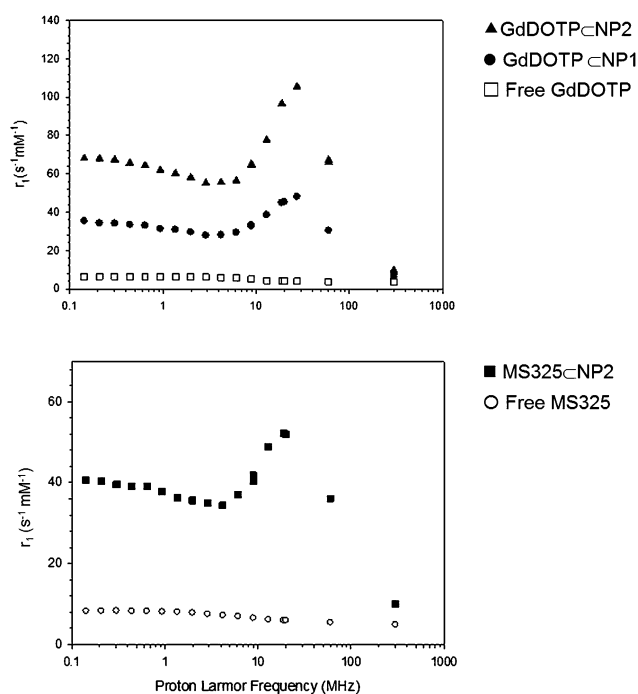 140
120
100
80
60
40
20
0
r₁(s⁻¹mM⁻¹)
0.1 1 10 100 1000
▲ GdDOTP⊂NP2
● GdDOTP ⊂NP1
□ Free GdDOTP
60
40
20
0
r₁ (s⁻¹ mM⁻¹)
0.1 1 10 100 1000
Proton Larmor Frequency (MHz)
■ MS325⊂NP2
○ Free MS325